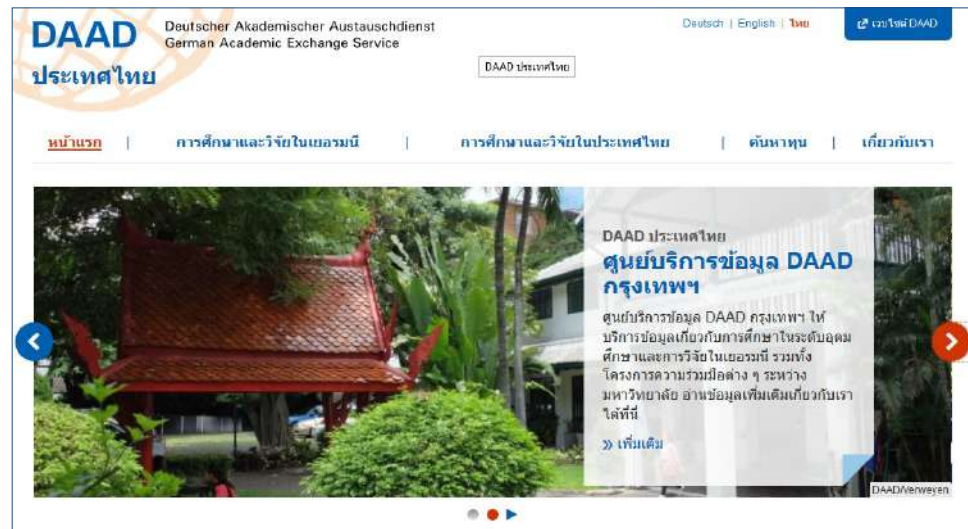 DAAD
Deutscher Akademischer Austauschdienst
German Academic Exchange Service
Deutsch | English | ไทย
เว็บไซต์ DAAD
DAAD ประเทศไทย
ประเทศไทย
หน้าแรก | การศึกษาและวิจัยในเยอรมนี | การศึกษาและวิจัยในประเทศไทย | ค้นหาทุน | เกี่ยวกับเรา
DAAD ประเทศไทย
ศูนย์บริการข้อมูล DAAD
กรุงเทพฯ
ศูนย์บริการข้อมูล DAAD กรุงเทพฯ ให้
บริการข้อมูลเกี่ยวกับการศึกษาในระดับอุดม
ศึกษาและการวิจัยในเยอรมนี รวมทั้ง
โครงการความร่วมมือต่าง ๆ ระหว่าง
มหาวิทยาลัย อ่านข้อมูลเพิ่มเติมเกี่ยวกับเรา
ได้ที่นี่
» เพิ่มเติม
DAAD/Verweyen